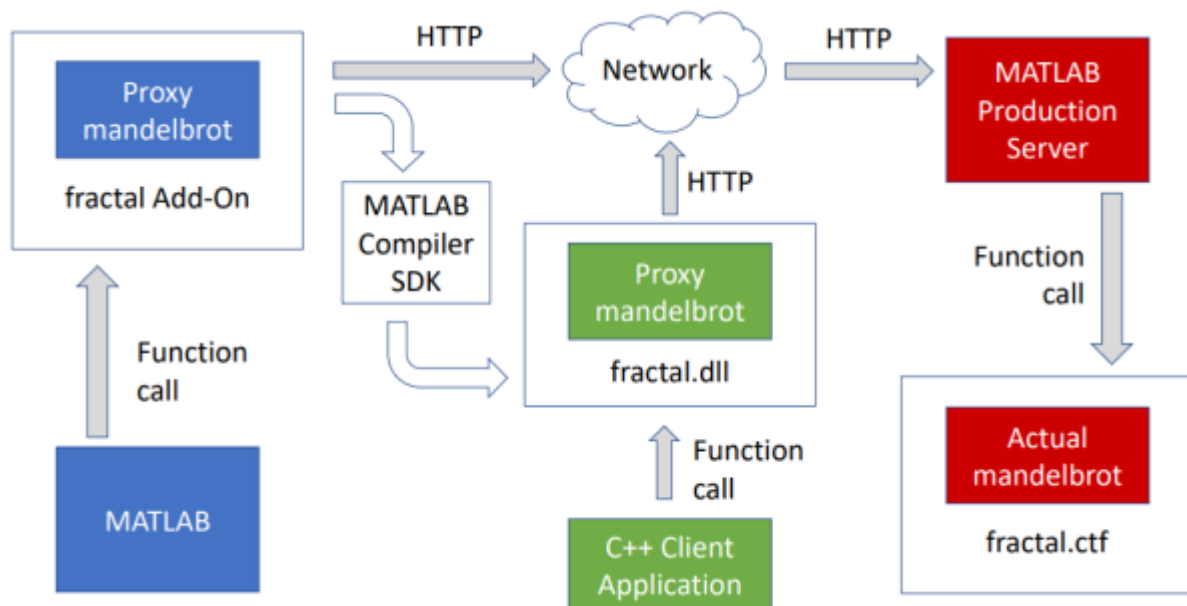 HTTP
HTTP
Proxy
mandelbrot
fractal Add-On
Network
MATLAB
Production
Server
HTTP
MATLAB
Compiler
SDK
Function
call
Proxy
mandelbrot
fractal.dll
Function
call
Function
call
MATLAB
C++ Client
Application
Actual
mandelbrot
fractal.ctf